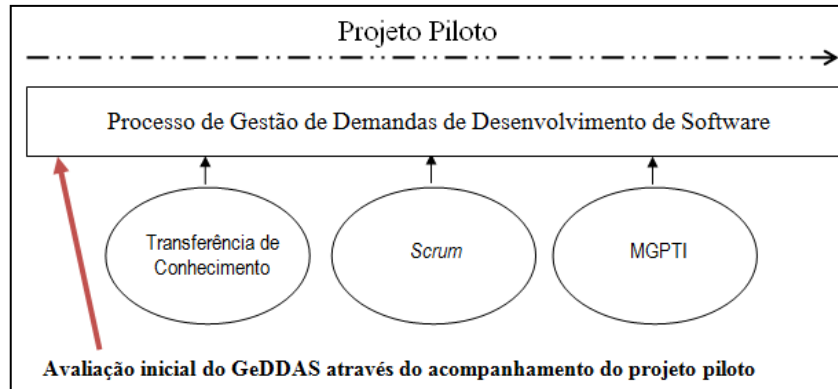 Projeto Piloto
Processo de Gestão de Demandas de Desenvolvimento de Software
Transferência de
Conhecimento
Scrum
MGPTI
Avaliação inicial do GeDDAS através do acompanhamento do projeto piloto